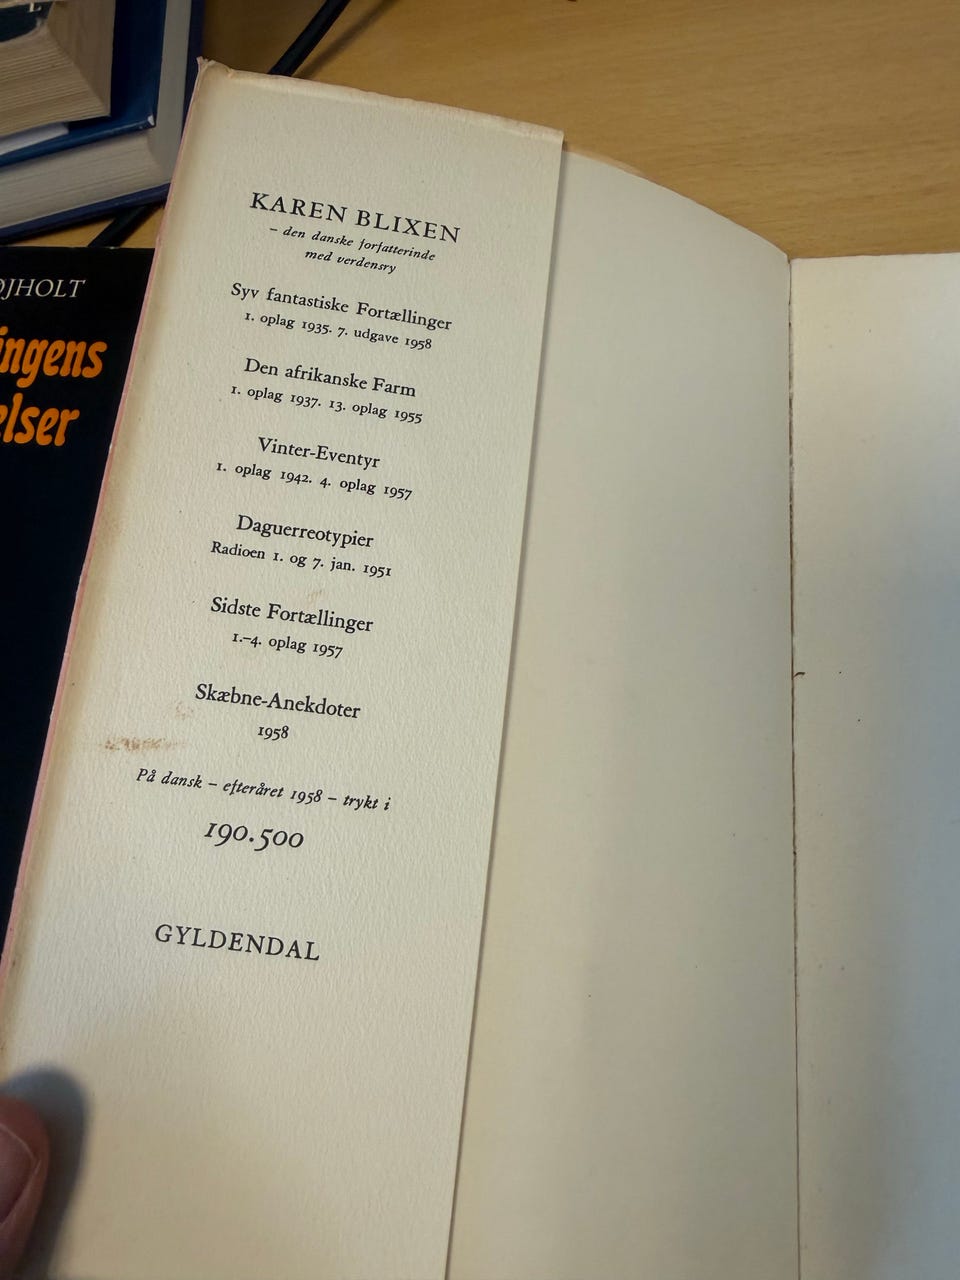 KAREN BLIXEN
– den danske forfatterinde
med verdensry
Syv fantastiske Fortællinger
1. oplag 1935. 7. udgave 1958
Den afrikanske Farm
1. oplag 1937. 13. oplag 1955
Vinter-Eventyr
1. oplag 1942. 4. oplag 1957
Daguerreotypier
Radioen 1. og 7. jan. 1951
Sidste Fortællinger
1.–4. oplag 1957
Skæbne-Anekdoter
1958
På dansk – efteråret 1958 – trykt i
190.500
GYLDENDAL
ØJHOLT
ingens
elser